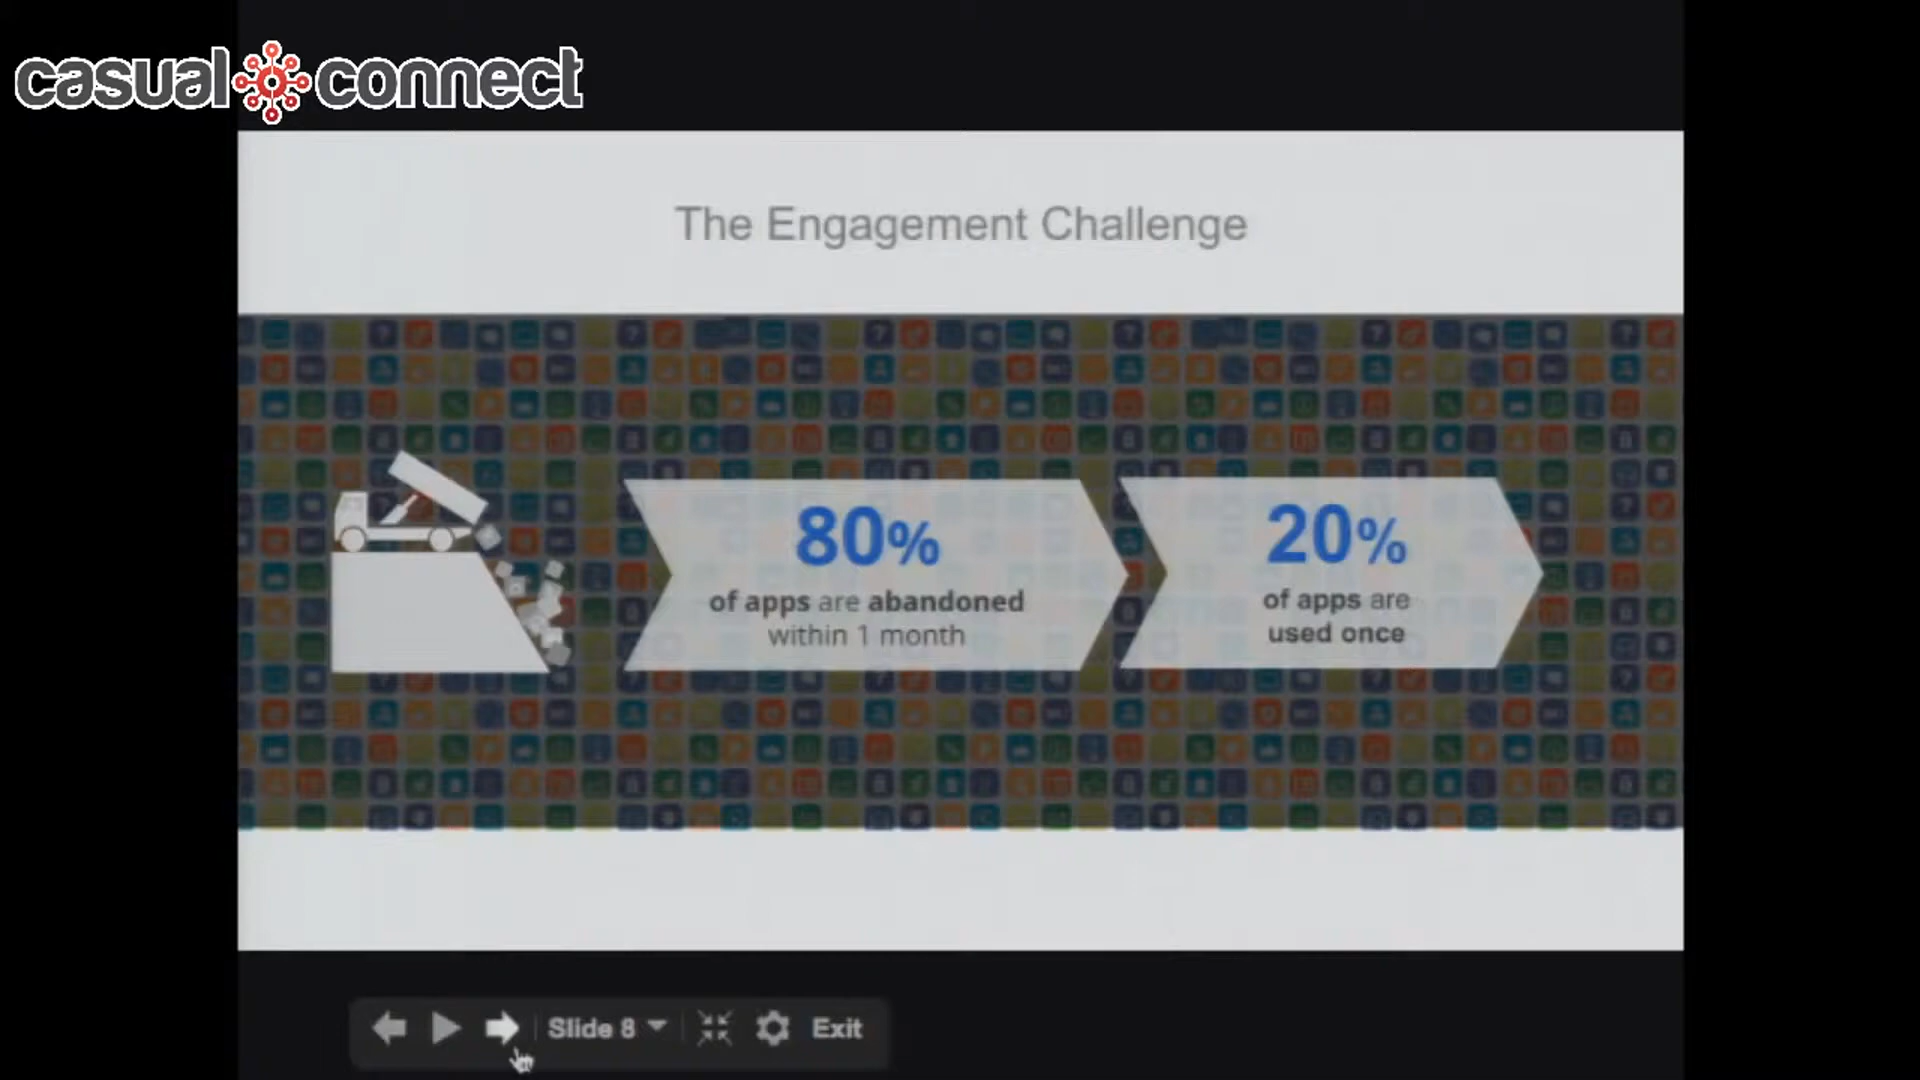 casual connect
The Engagement Challenge
80%
of apps are abandoned
within 1 month
20%
of apps are
used once
Slide 8
Exit